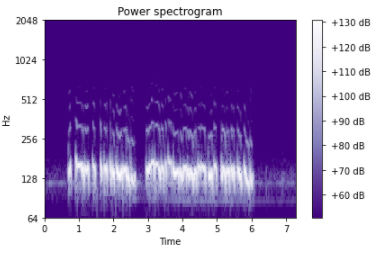 Power spectrogram
2048
1024
512
256
128
64
Hz
0 1 2 3 4 5 6 7
Time
+130 dB
+120 dB
+110 dB
+100 dB
+90 dB
+80 dB
+70 dB
+60 dB